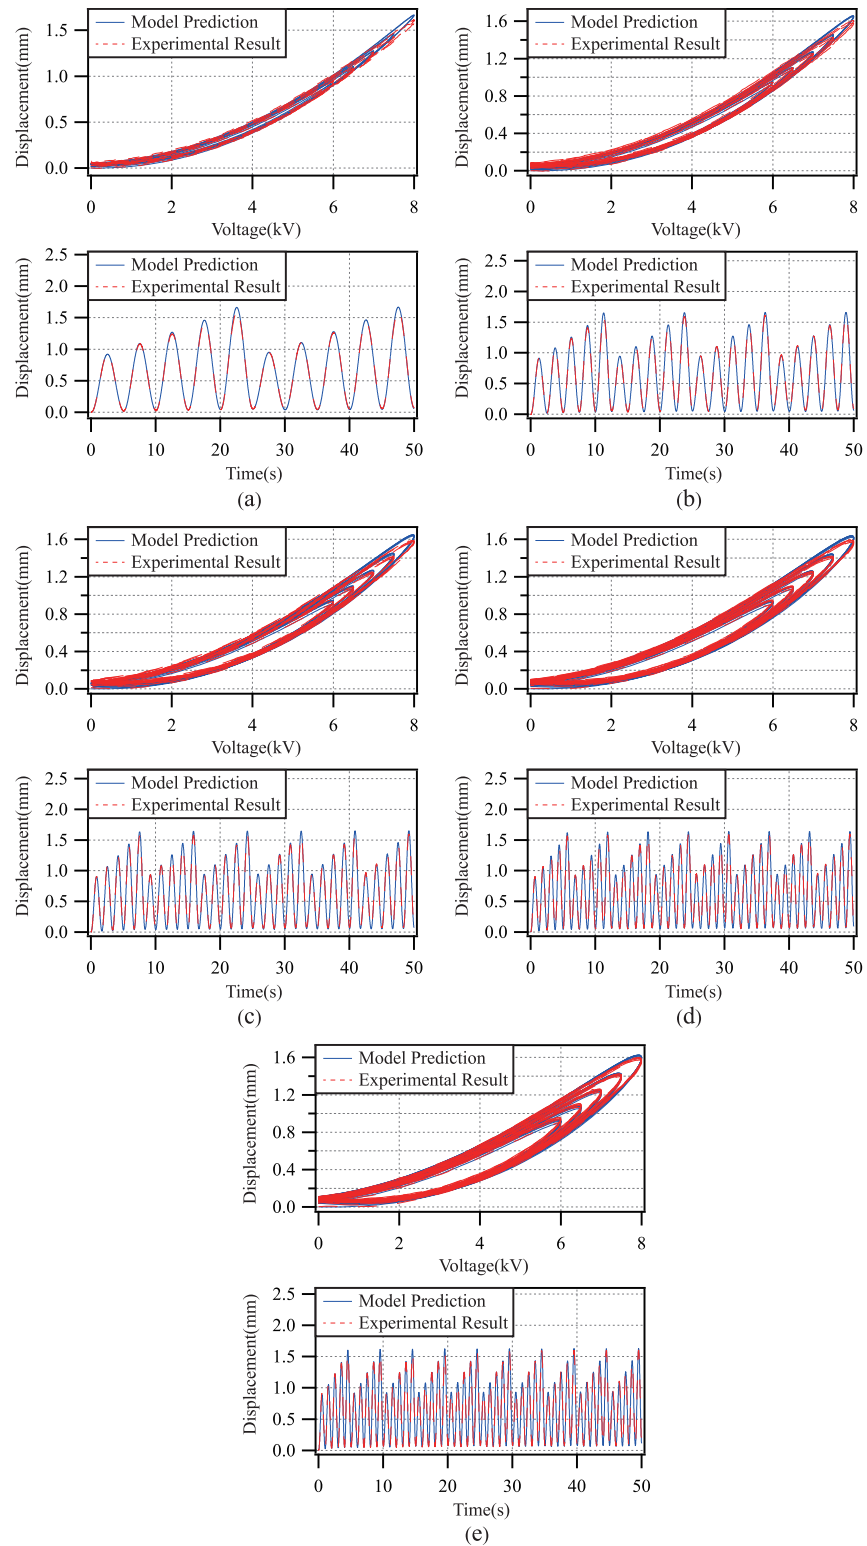 Model Prediction
Experimental Result
Displacement(mm)
1.5
1.0
0.5
0.0
0 2 4 6 8
Voltage(kV)
Model Prediction
Experimental Result
Displacement(mm)
2.5
2.0
1.5
1.0
0.5
0.0
0 10 20 30 40 50
Time(s)
(a)
Model Prediction
Experimental Result
Displacement(mm)
1.6
1.2
0.8
0.4
0.0
0 2 4 6 8
Voltage(kV)
Model Prediction
Experimental Result
Displacement(mm)
2.5
2.0
1.5
1.0
0.5
0.0
0 10 20 30 40 50
Time(s)
(b)
Model Prediction
Experimental Result
Displacement(mm)
1.6
1.2
0.8
0.4
0.0
0 2 4 6 8
Voltage(kV)
Model Prediction
Experimental Result
Displacement(mm)
2.5
2.0
1.5
1.0
0.5
0.0
0 10 20 30 40 50
Time(s)
(c)
Model Prediction
Experimental Result
Displacement(mm)
1.6
1.2
0.8
0.4
0.0
0 2 4 6 8
Voltage(kV)
Model Prediction
Experimental Result
Displacement(mm)
2.5
2.0
1.5
1.0
0.5
0.0
0 10 20 30 40 50
Time(s)
(d)
Model Prediction
Experimental Result
Displacement(mm)
1.6
1.2
0.8
0.4
0.0
0 2 4 6 8
Voltage(kV)
Model Prediction
Experimental Result
Displacement(mm)
2.5
2.0
1.5
1.0
0.5
0.0
0 10 20 30 40 50
Time(s)
(e)